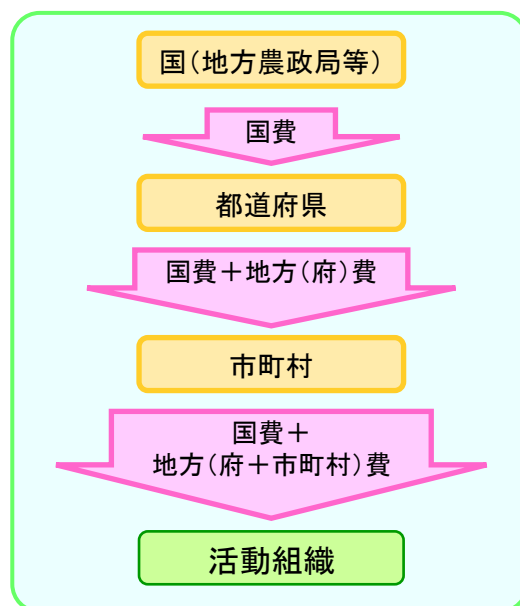 国(地方農政局等)
国費
都道府県
国費＋地方(府)費
市町村
国費＋
地方(府＋市町村)費
活動組織